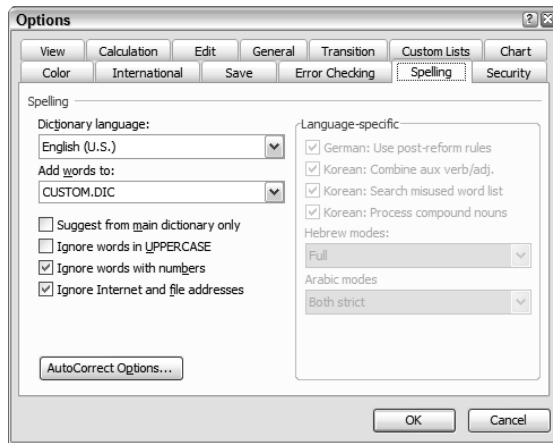 Options
View Calculation Edit General Transition Custom Lists Chart
Color International Save Error Checking Spelling Security
Spelling
Dictionary language:
English (U.S.)
Add words to:
CUSTOM.DIC
Suggest from main dictionary only
Ignore words in UPPERCASE
Ignore words with numbers
Ignore Internet and file addresses
AutoCorrect Options...
Language-specific
German: Use post-reform rules
Korean: Combine aux verb/adj.
Korean: Search misused word list
Korean: Process compound nouns
Hebrew modes:
Full
Arabic modes
Both strict
OK Cancel